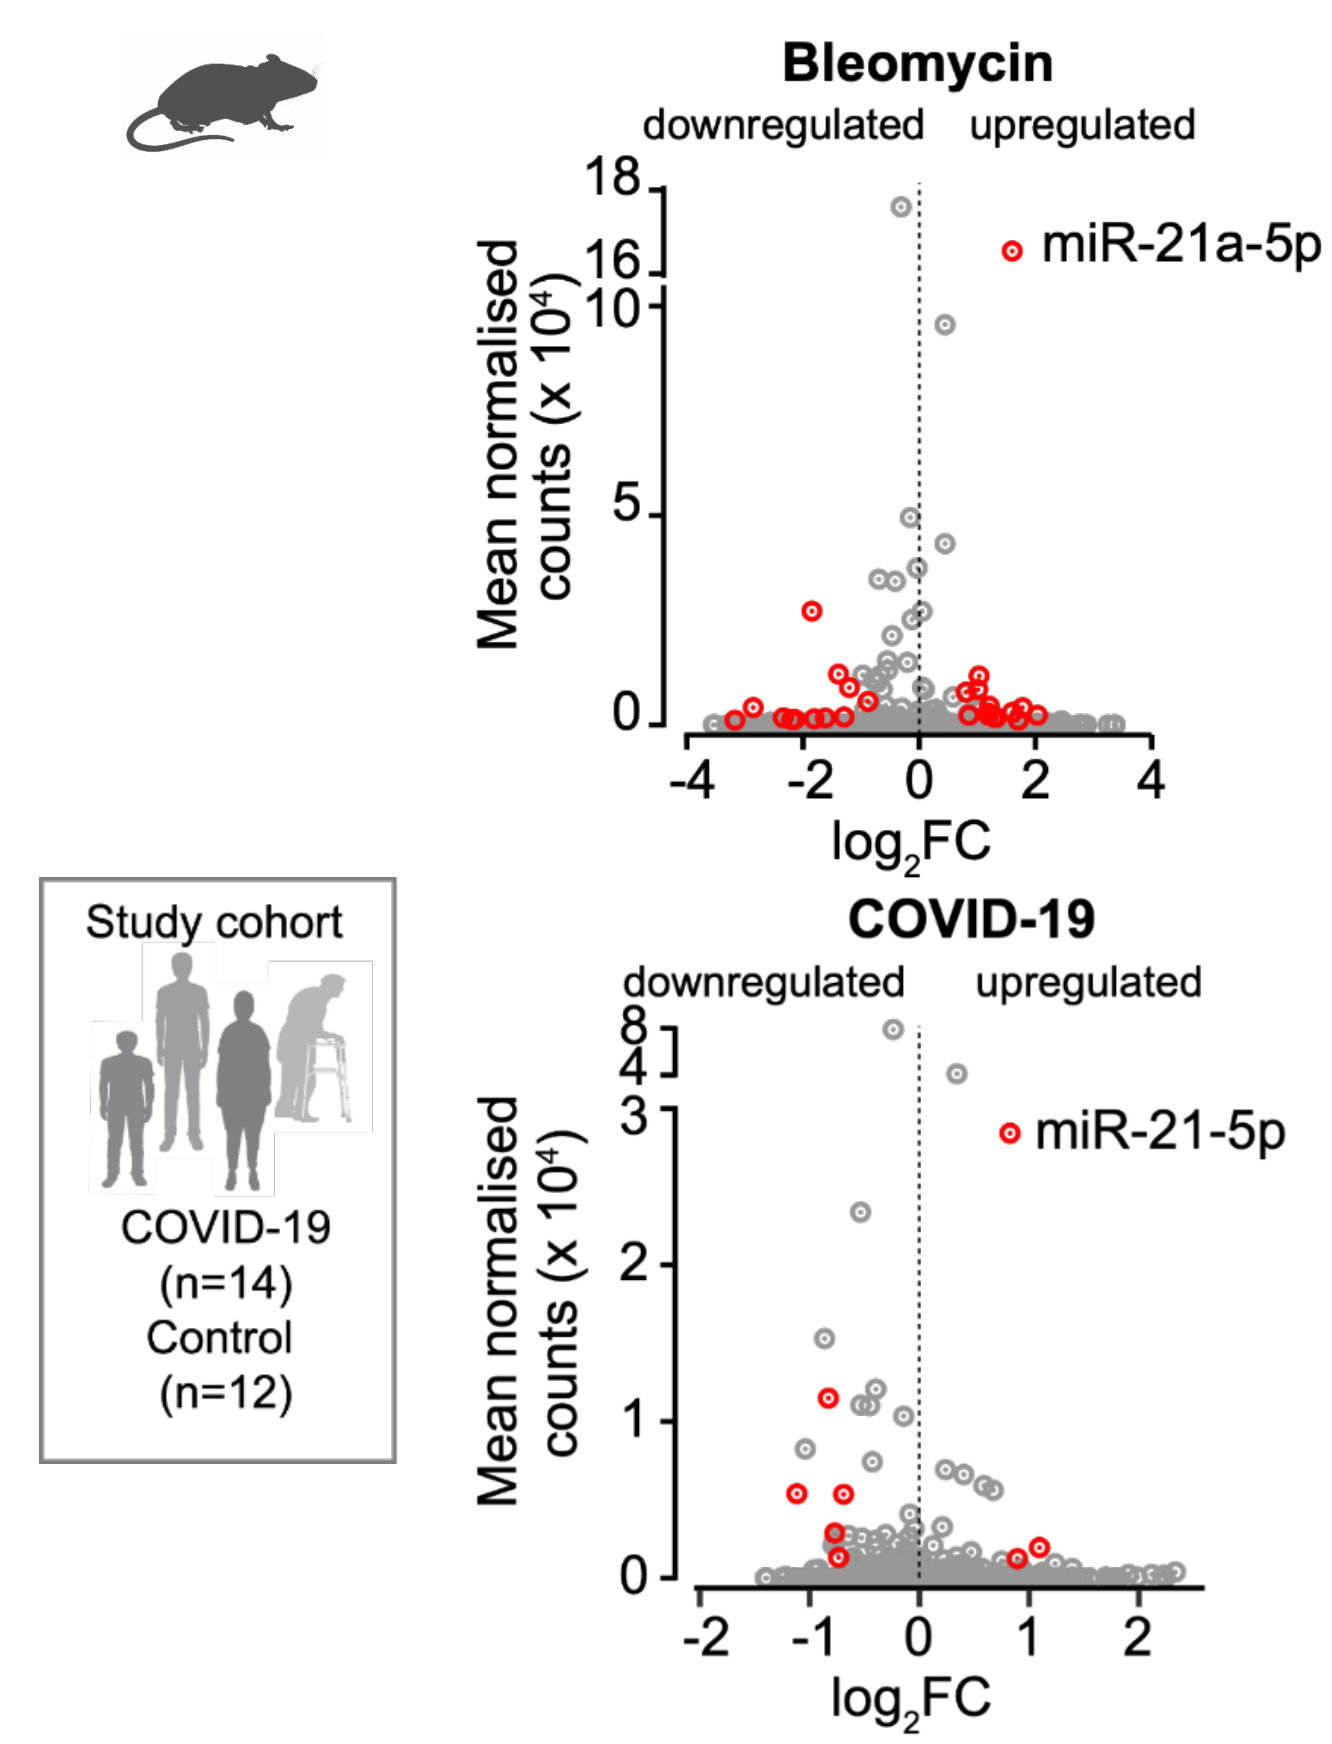 Bleomycin
downregulated upregulated
18
16
10
5
0
Mean normalised
counts (x 10⁴)
miR-21a-5p
-4 -2 0 2 4
log₂FC
Study cohort
COVID-19
(n=14)
Control
(n=12)
COVID-19
downregulated upregulated
8
4
3
2
1
0
Mean normalised
counts (x 10⁴)
miR-21-5p
-2 -1 0 1 2
log₂FC